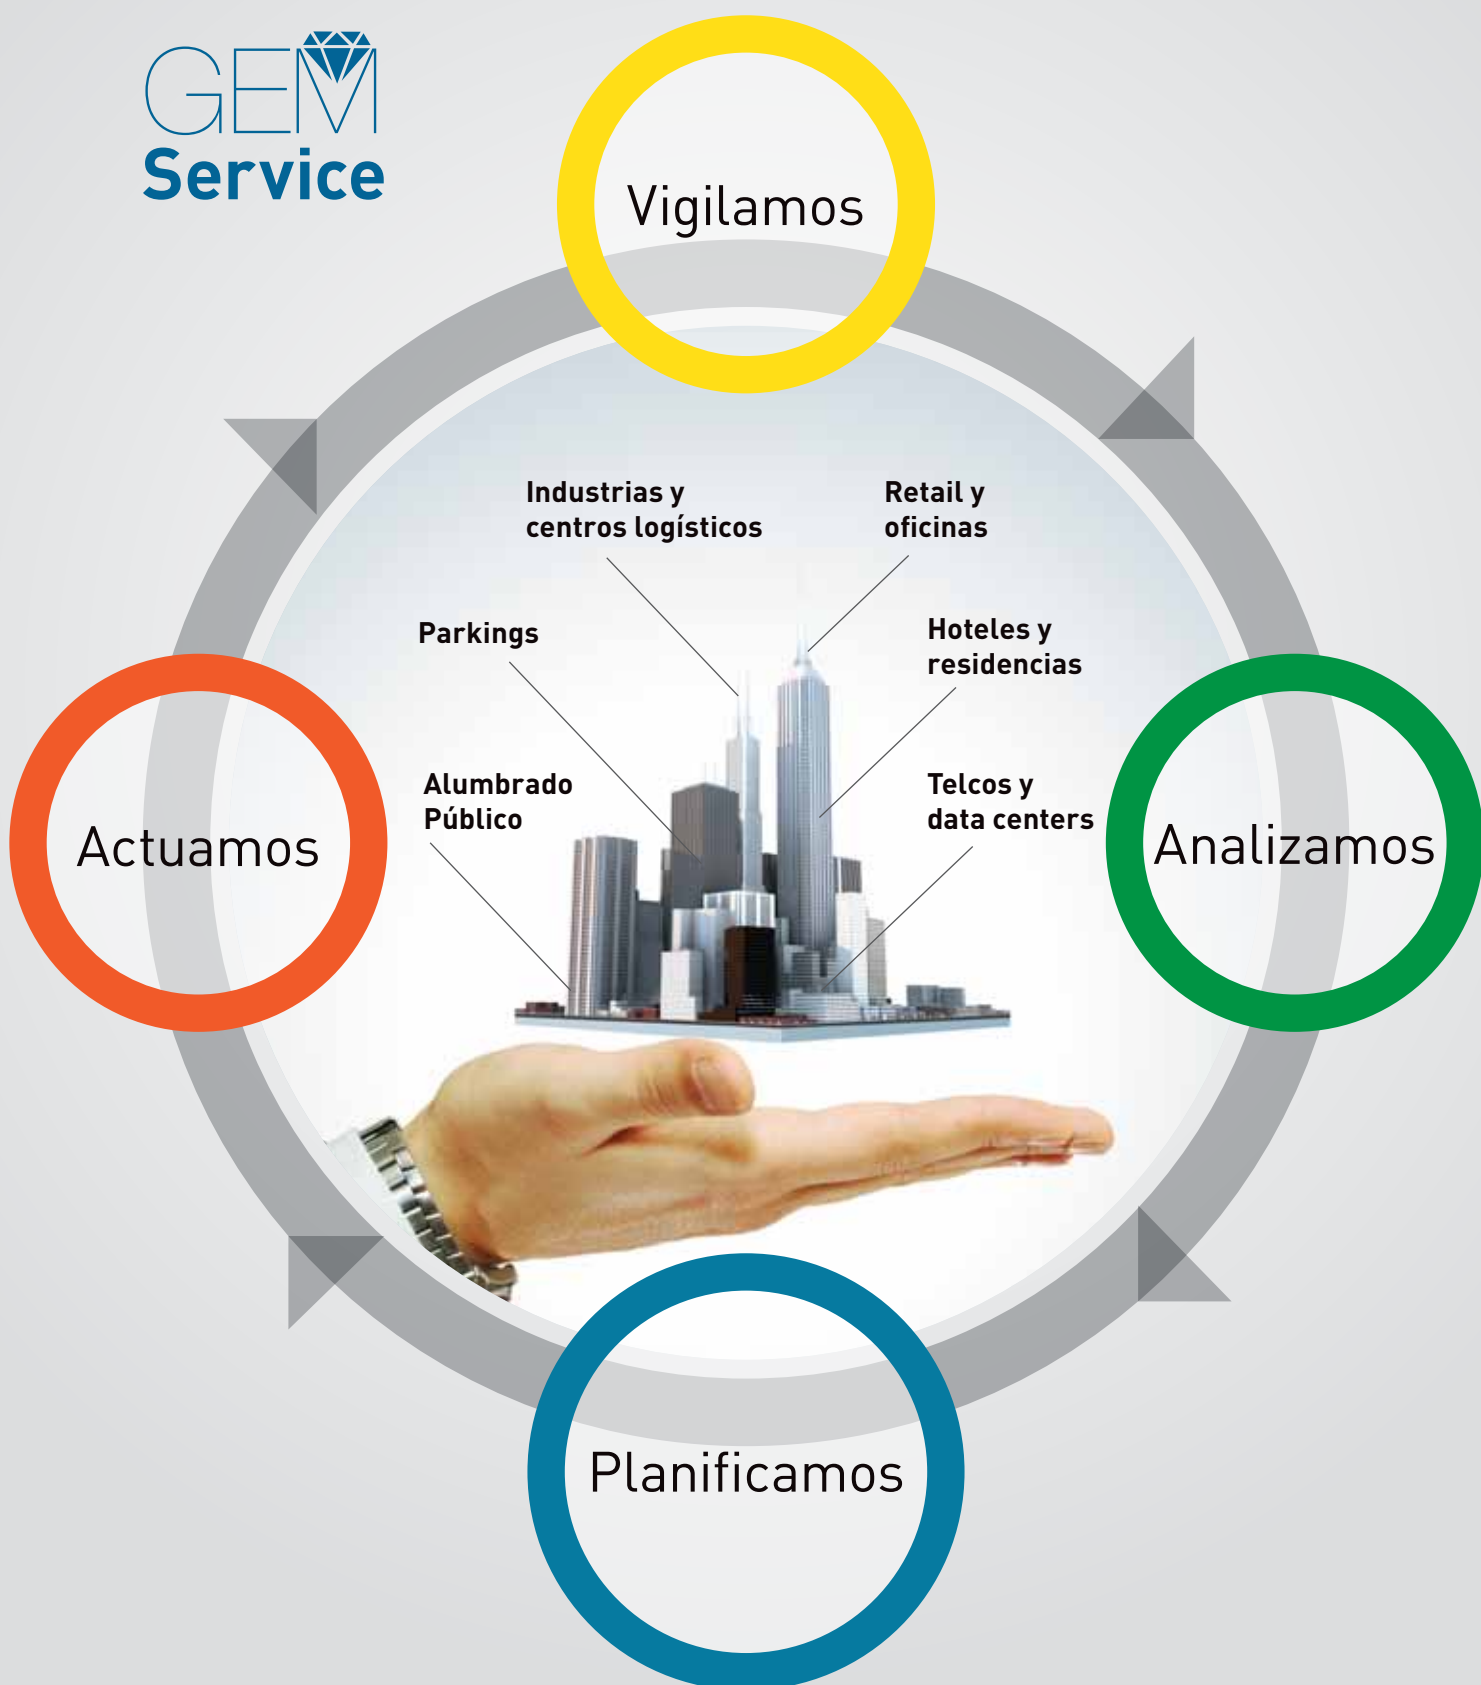 GEM
Service
Vigilamos
Industrias y
centros logísticos
Retail y
oficinas
Parkings
Hoteles y
residencias
Alumbrado
Público
Telcos y
data centers
Actuamos
Analizamos
Planificamos